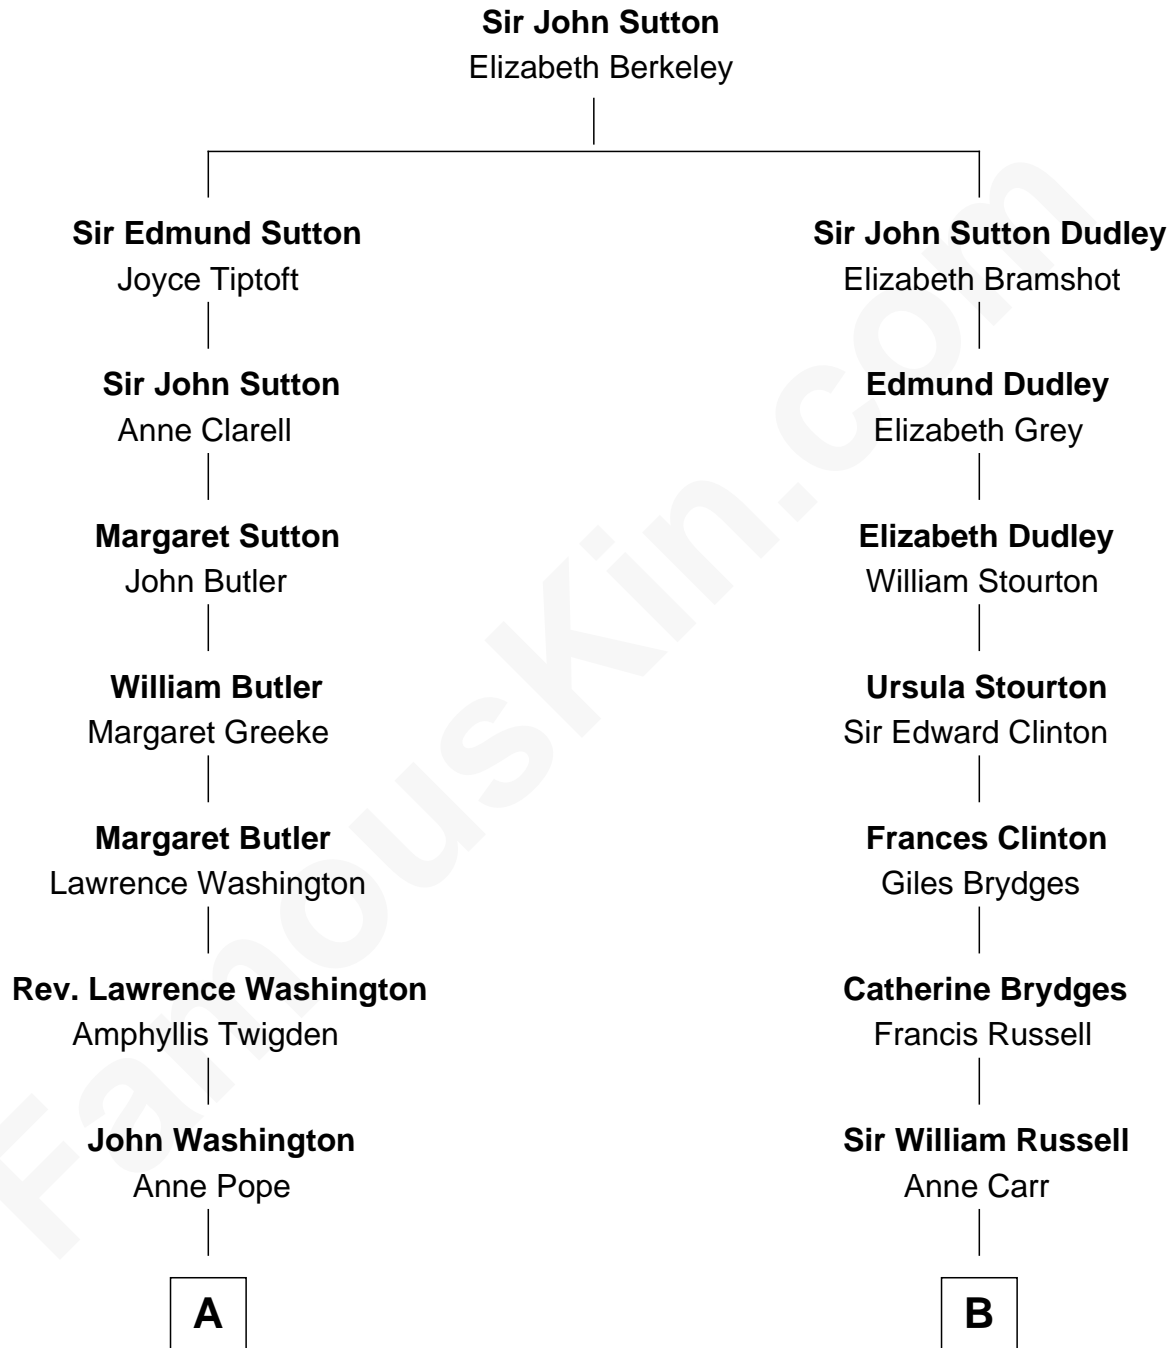 Sir John Sutton
Elizabeth Berkeley
Sir Edmund Sutton
Joyce Tiptoft
Sir John Sutton
Anne Clarell
Margaret Sutton
John Butler
William Butler
Margaret Greeke
Margaret Butler
Lawrence Washington
Rev. Lawrence Washington
Amphyllis Twigden
John Washington
Anne Pope
A
Sir John Sutton Dudley
Elizabeth Bramshot
Edmund Dudley
Elizabeth Grey
Elizabeth Dudley
William Stourton
Ursula Stourton
Sir Edward Clinton
Frances Clinton
Giles Brydges
Catherine Brydges
Francis Russell
Sir William Russell
Anne Carr
B
FamousKin.com